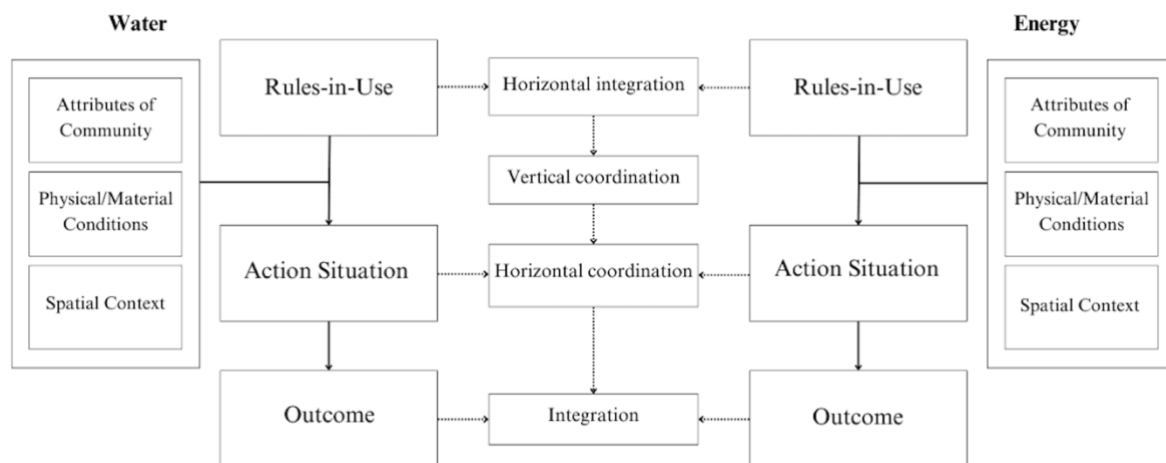 Water
Energy
Attributes of
Community
Physical/Material
Conditions
Spatial Context
Rules-in-Use
Action Situation
Outcome
Horizontal integration
Vertical coordination
Horizontal coordination
Integration
Rules-in-Use
Action Situation
Outcome
Attributes of
Community
Physical/Material
Conditions
Spatial Context